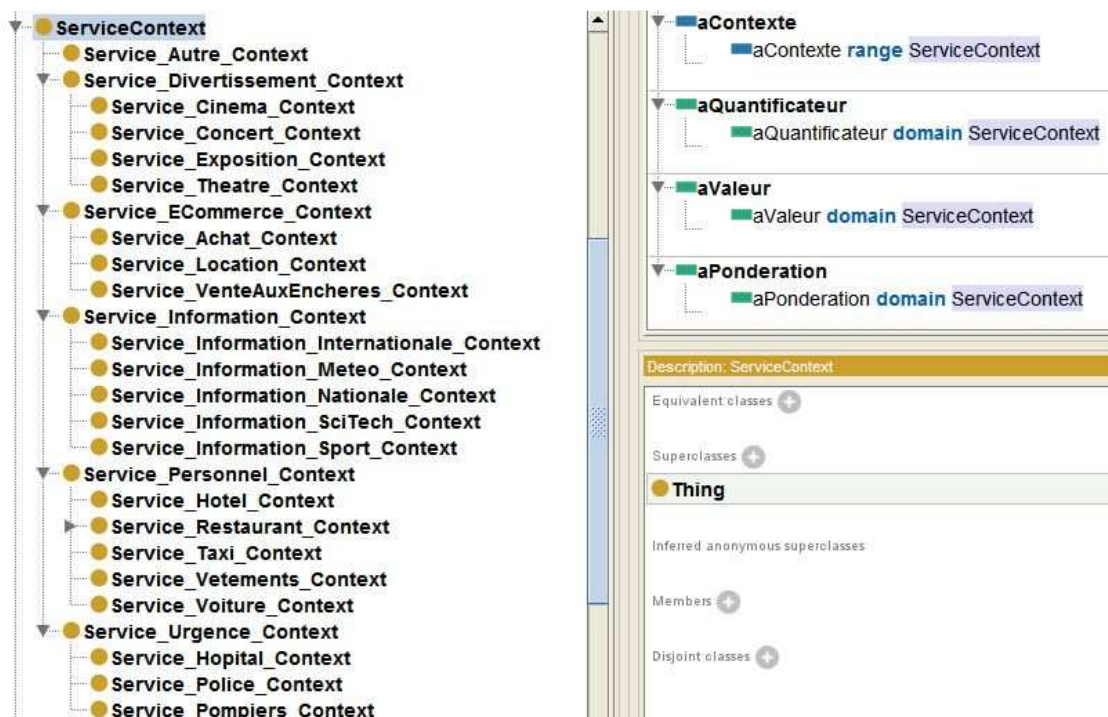 ServiceContext
Service_Autre_Context
Service_Divertissement_Context
Service_Cinema_Context
Service_Concert_Context
Service_Exposition_Context
Service_Theatre_Context
Service_ECommerce_Context
Service_Achat_Context
Service_Location_Context
Service_VenteAuxEncheres_Context
Service_Information_Context
Service_Information_Internationale_Context
Service_Information_Meteo_Context
Service_Information_Nationale_Context
Service_Information_SciTech_Context
Service_Information_Sport_Context
Service_Personnel_Context
Service_Hotel_Context
Service_Restaurant_Context
Service_Taxi_Context
Service_Vetements_Context
Service_Voiture_Context
Service_Urgence_Context
Service_Hopital_Context
Service_Police_Context
Service_Pompiers_Context
aContexte
aContexte range ServiceContext
aQuantificateur
aQuantificateur domain ServiceContext
aValeur
aValeur domain ServiceContext
aPonderation
aPonderation domain ServiceContext
Description: ServiceContext
Equivalent classes
Superclasses
Thing
Inferred anonymous superclasses
Members
Disjoint classes